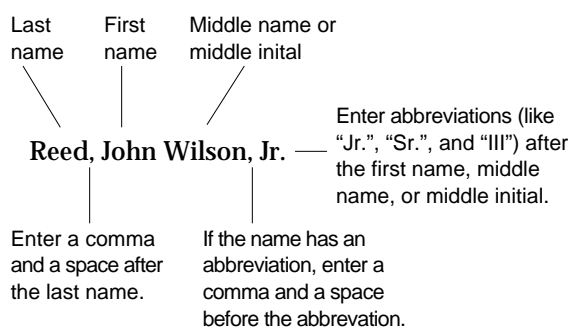 Last
name
First
name
Middle name or
middle inital
Reed, John Wilson, Jr.
Enter abbreviations (like
“Jr.”, “Sr.”, and “III”) after
the first name, middle
name, or middle initial.
Enter a comma
and a space after
the last name.
If the name has an
abbreviation, enter a
comma and a space
before the abbrevation.